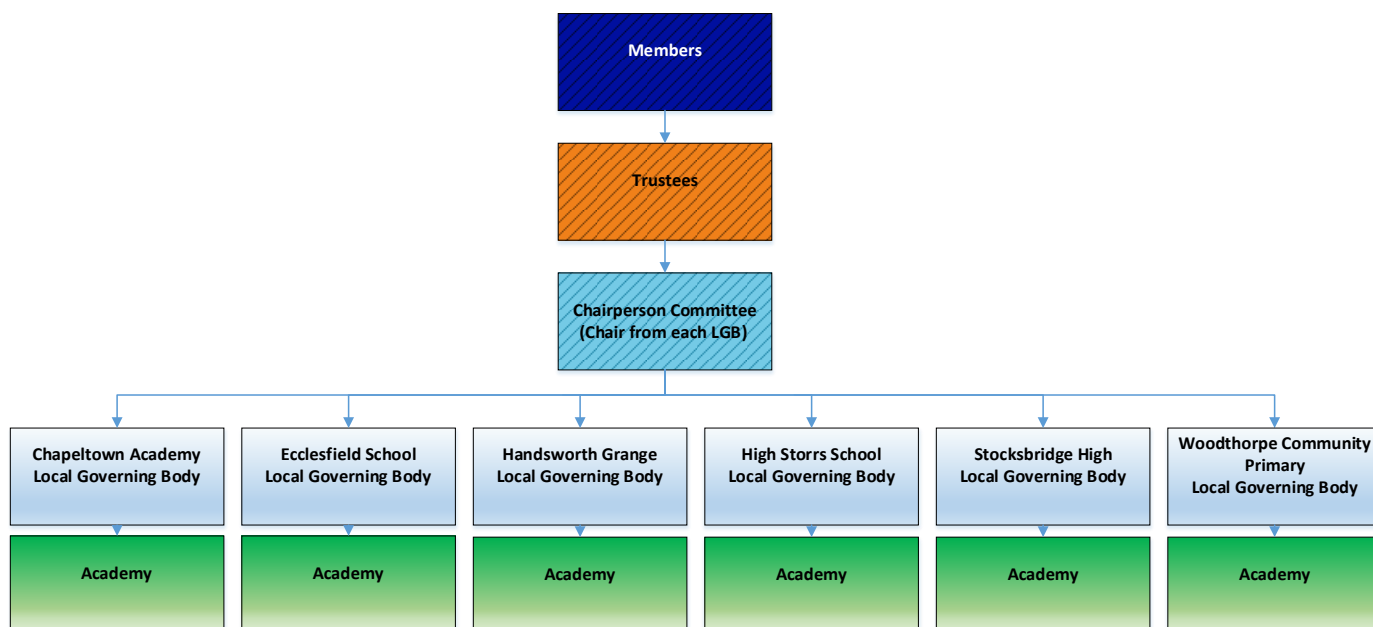 Members
Trustees
Chairperson Committee
(Chair from each LGB)
Chapeltown Academy
Local Governing Body
Ecclesfield School
Local Governing Body
Handsworth Grange
Local Governing Body
High Storrs School
Local Governing Body
Stocksbridge High
Local Governing Body
Woodthorpe Community
Primary
Local Governing Body
Academy
Academy
Academy
Academy
Academy
Academy